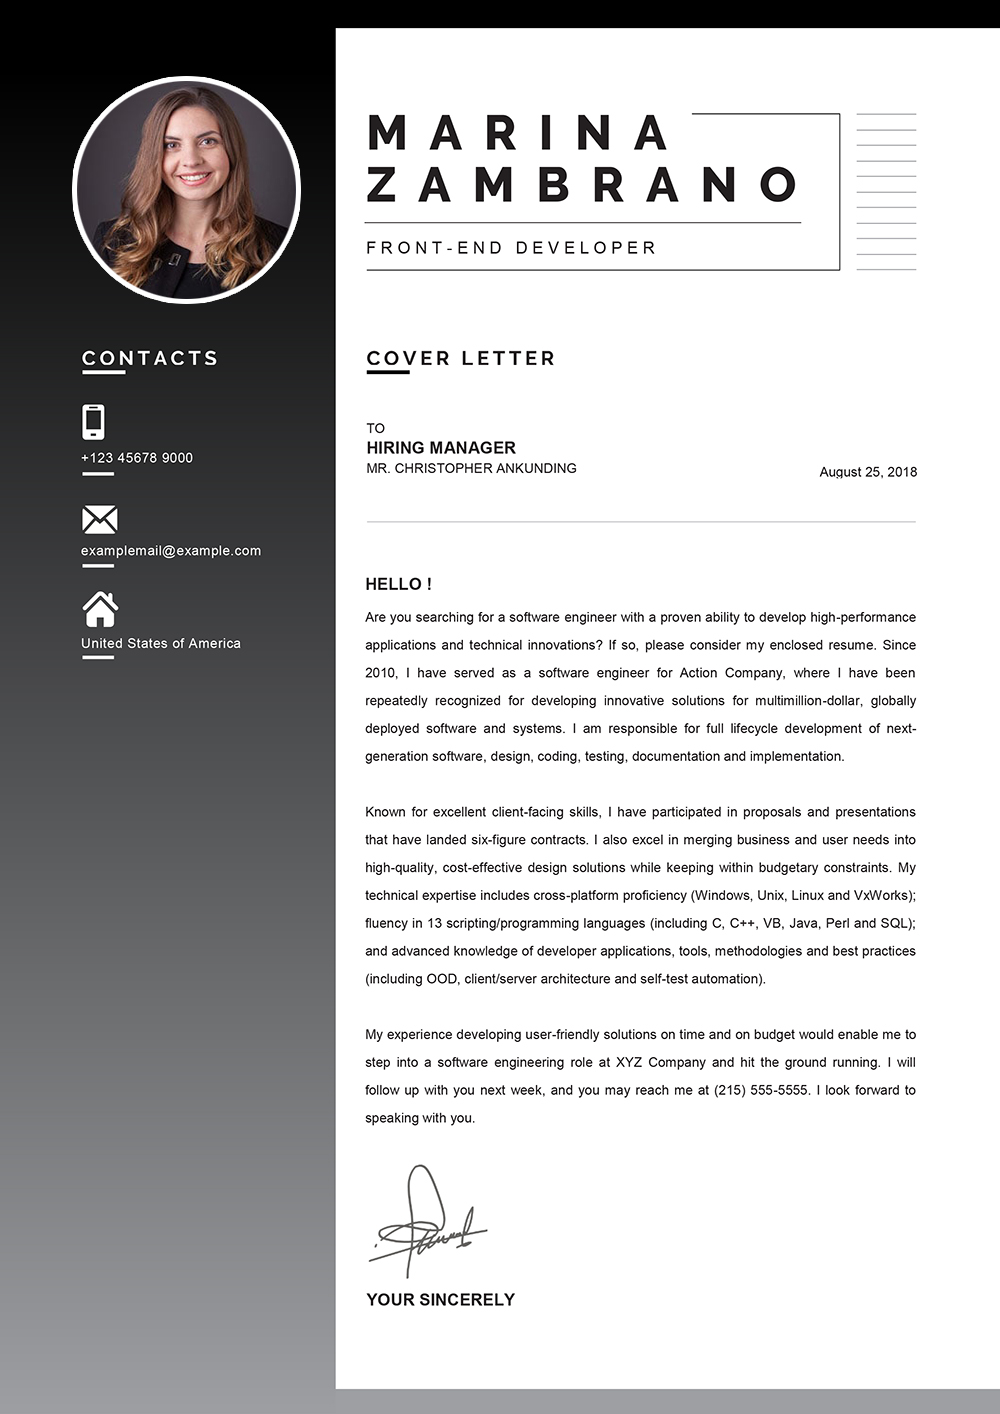 MARINA
ZAMBRANO
FRONT-END DEVELOPER
CONTACTS
+123 45678 9000
examplemail@example.com
United States of America
COVER LETTER
TO
HIRING MANAGER
MR. CHRISTOPHER ANKUNDING
August 25, 2018
HELLO !
Are you searching for a software engineer with a proven ability to develop high-performance
applications and technical innovations? If so, please consider my enclosed resume. Since
2010, I have served as a software engineer for Action Company, where I have been
repeatedly recognized for developing innovative solutions for multimillion-dollar, globally
deployed software and systems. I am responsible for full lifecycle development of next-
generation software, design, coding, testing, documentation and implementation.
Known for excellent client-facing skills, I have participated in proposals and presentations
that have landed six-figure contracts. I also excel in merging business and user needs into
high-quality, cost-effective design solutions while keeping within budgetary constraints. My
technical expertise includes cross-platform proficiency (Windows, Unix, Linux and VxWorks);
fluency in 13 scripting/programming languages (including C, C++, VB, Java, Perl and SQL);
and advanced knowledge of developer applications, tools, methodologies and best practices
(including OOD, client/server architecture and self-test automation).
My experience developing user-friendly solutions on time and on budget would enable me to
step into a software engineering role at XYZ Company and hit the ground running. I will
follow up with you next week, and you may reach me at (215) 555-5555. I look forward to
speaking with you.
YOUR SINCERELY